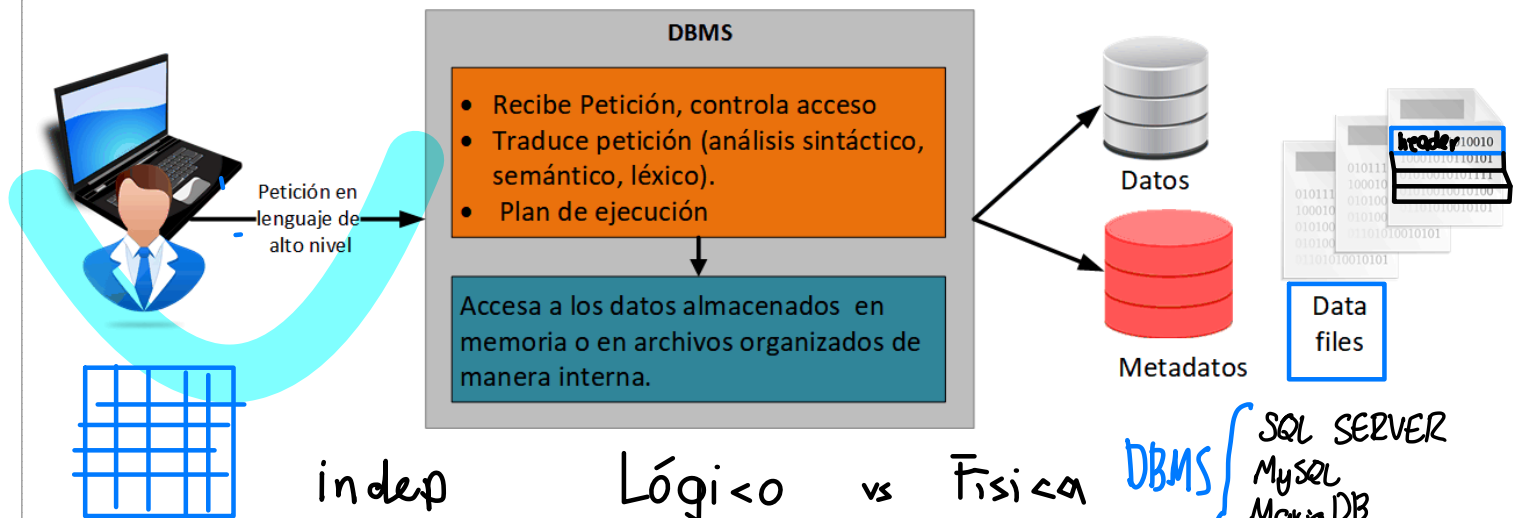 DBMS
• Recibe Petición, controla acceso
• Traduce petición (análisis sintáctico,
semántico, léxico).
• Plan de ejecución
Petición en
lenguaje de
alto nivel
Accesa a los datos almacenados en
memoria o en archivos organizados de
manera interna.
Datos
Metadatos
header 010010
Data
files
indep Lógico vs Física
DBMS
SQL SERVER
MySQL
MariaDB